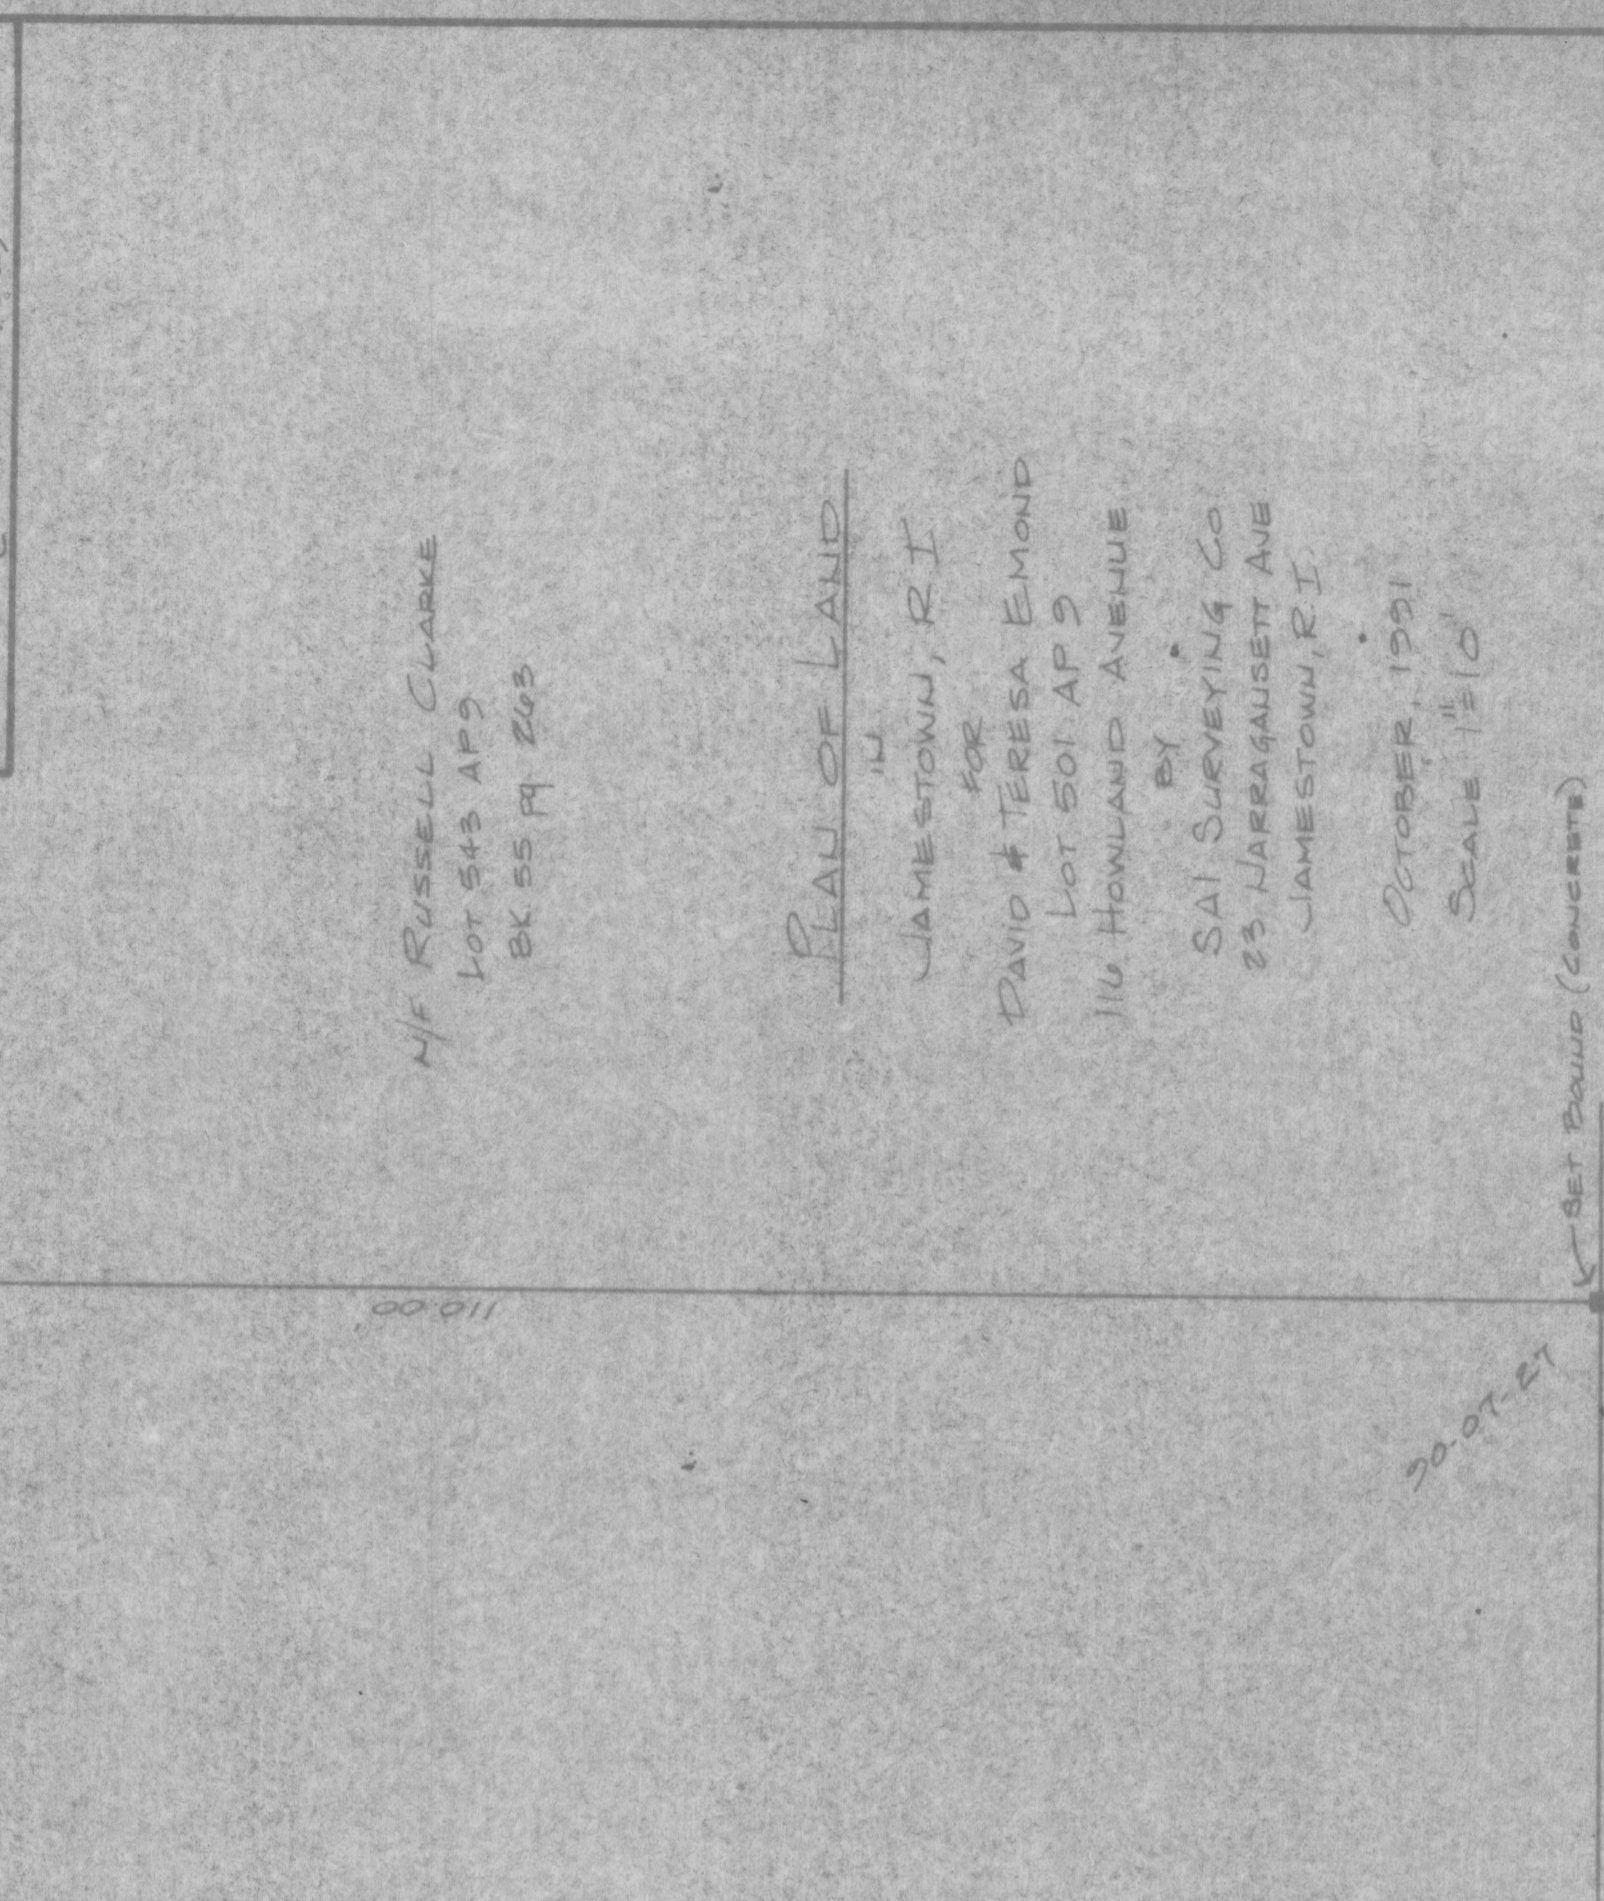 N/F RUSSELL CLARKE
LOT 543 AP 9
BK 55 pg 263
PLAN OF LAND
IN
JAMESTOWN, R I
FOR
DAVID & TERESA EMOND
LOT 501 AP 9
116 HOWLAND AVENUE
BY
SAI SURVEYING CO
23 NARRAGANSETT AVE
JAMESTOWN, R I.
OCTOBER, 1991
SCALE 1"=10'
SET BOUND (CONCRETE)
110.00
90-07-27